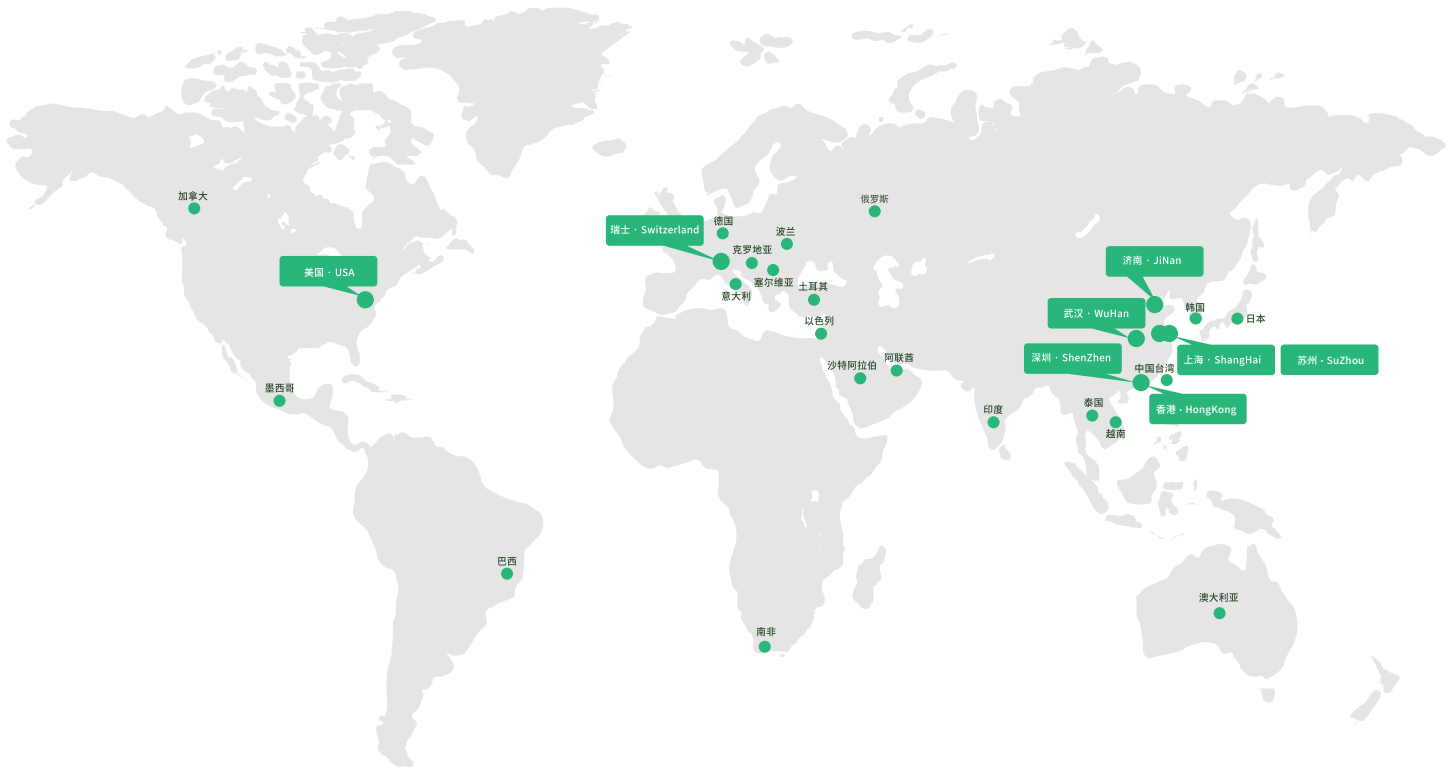 加拿大
俄罗斯
瑞士 · Switzerland
德国
波兰
克罗地亚
美国 · USA
济南 · JiNan
塞尔维亚
意大利
土耳其
武汉 · WuHan
韩国
日本
以色列
深圳 · ShenZhen
上海 · ShangHai
苏州 - SuZhou
沙特阿拉伯
阿联酋
中国台湾
墨西哥
泰国
香港 - HongKong
印度
越南
巴西
澳大利亚
南非